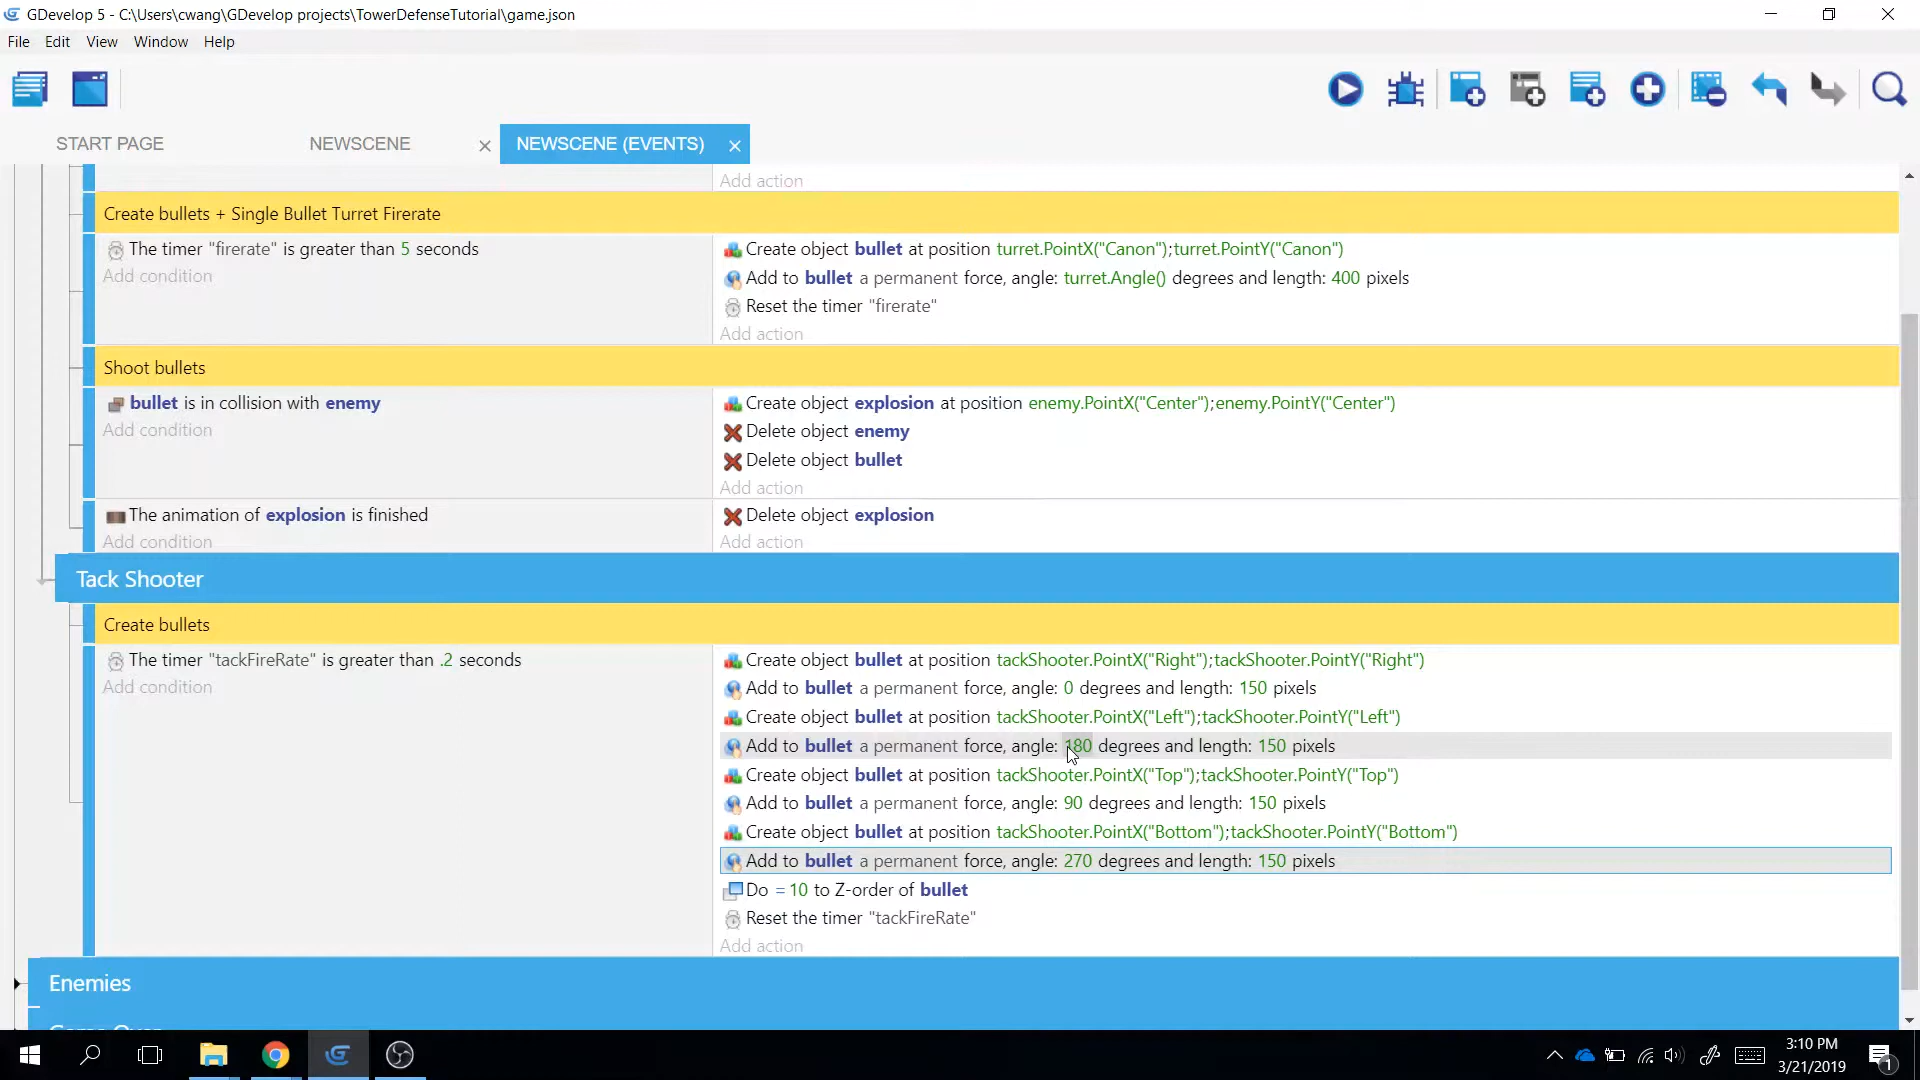 GDevelop 5 - C:\Users\cwang\GDevelop projects\TowerDefenseTutorial\game.json
File Edit View Window Help
START PAGE NEWSCENE NEWSCENE (EVENTS)
Add action
Create bullets + Single Bullet Turret Firerate
The timer "firerate" is greater than 5 seconds
Add condition
Create object bullet at position turret.PointX("Canon");turret.PointY("Canon")
Add to bullet a permanent force, angle: turret.Angle() degrees and length: 400 pixels
Reset the timer "firerate"
Add action
Shoot bullets
bullet is in collision with enemy
Add condition
Create object explosion at position enemy.PointX("Center");enemy.PointY("Center")
Delete object enemy
Delete object bullet
Add action
The animation of explosion is finished
Add condition
Delete object explosion
Add action
Tack Shooter
Create bullets
The timer "tackFireRate" is greater than .2 seconds
Add condition
Create object bullet at position tackShooter.PointX("Right");tackShooter.PointY("Right")
Add to bullet a permanent force, angle: 0 degrees and length: 150 pixels
Create object bullet at position tackShooter.PointX("Left");tackShooter.PointY("Left")
Add to bullet a permanent force, angle: 180 degrees and length: 150 pixels
Create object bullet at position tackShooter.PointX("Top");tackShooter.PointY("Top")
Add to bullet a permanent force, angle: 90 degrees and length: 150 pixels
Create object bullet at position tackShooter.PointX("Bottom");tackShooter.PointY("Bottom")
Add to bullet a permanent force, angle: 270 degrees and length: 150 pixels
Do = 10 to Z-order of bullet
Reset the timer "tackFireRate"
Add action
Enemies
Game Over
3:10 PM
3/21/2019
1